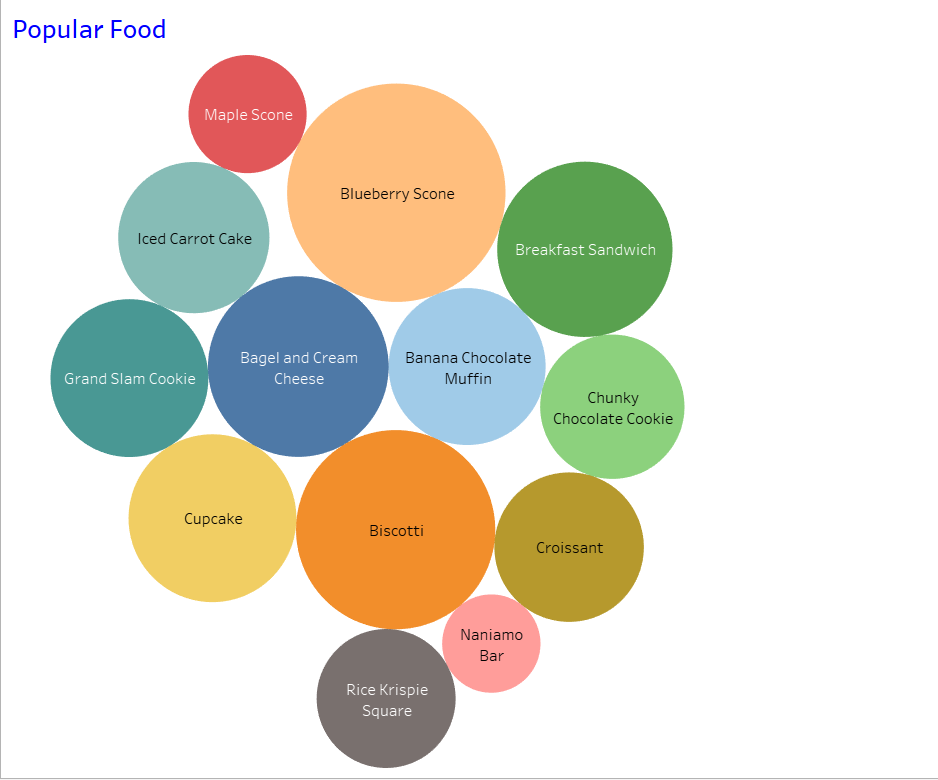 Popular Food
Maple Scone
Blueberry Scone
Iced Carrot Cake
Breakfast Sandwich
Bagel and Cream
Cheese
Banana Chocolate
Muffin
Grand Slam Cookie
Chunky
Chocolate Cookie
Cupcake
Biscotti
Croissant
Naniamo
Bar
Rice Krispie
Square